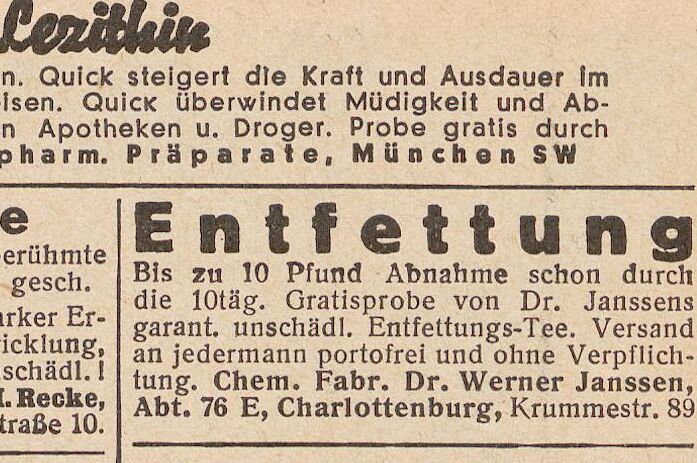 Lezithin
n. Quick steigert die Kraft und Ausdauer im
eisen. Quick überwindet Müdigkeit und Ab-
n Apotheken u. Droger. Probe gratis durch
pharm. Präparate, München SW
e
erühmte
gesch.
arker Er-
icklung,
schädl. !
I. Recke,
traße 10.
Entfettung
Bis zu 10 Pfund Abnahme schon durch
die 10täg. Gratisprobe von Dr. Janssens
garant. unschädl. Entfettungs-Tee. Versand
an jedermann portofrei und ohne Verpflich-
tung. Chem. Fabr. Dr. Werner Janssen,
Abt. 76 E, Charlottenburg, Krummestr. 89